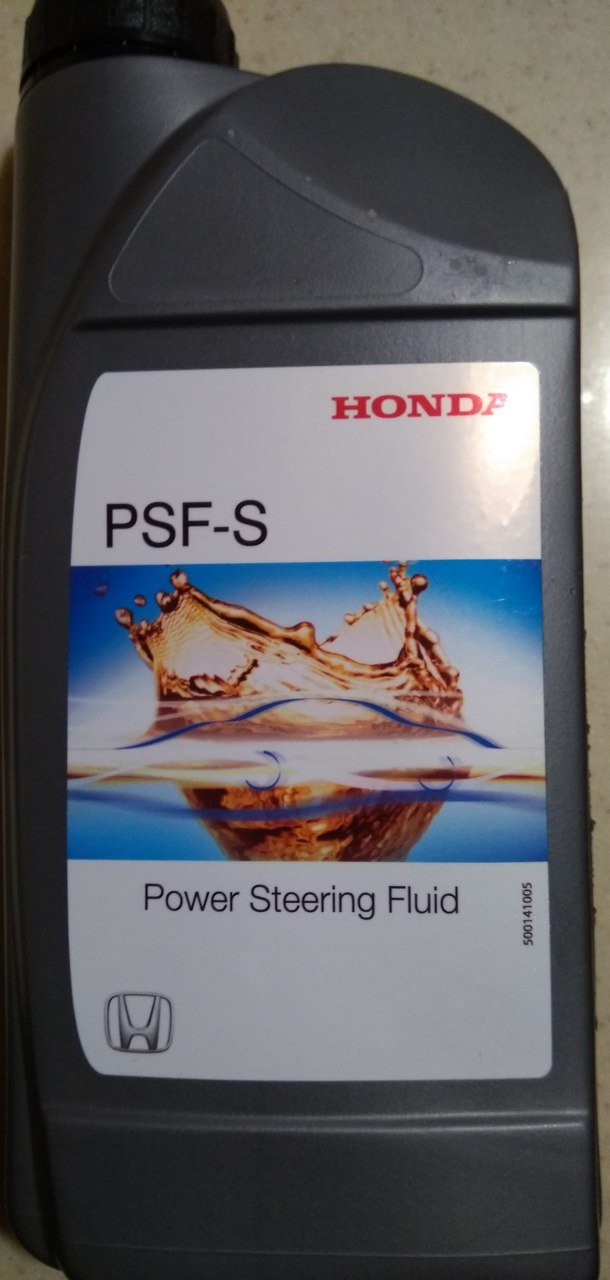 HONDA
PSF-S
Power Steering Fluid
500141005